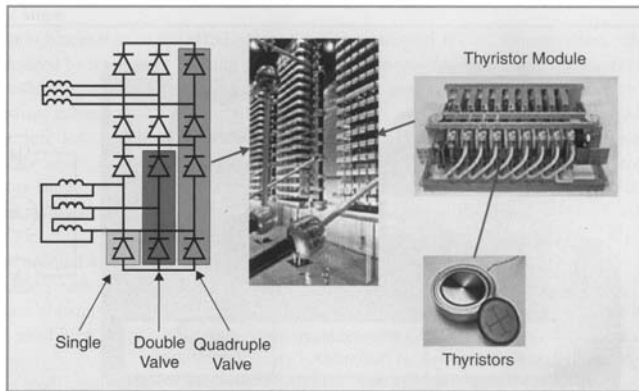 Thyristor Module
Single
Double
Valve
Quadruple
Valve
Thyristors